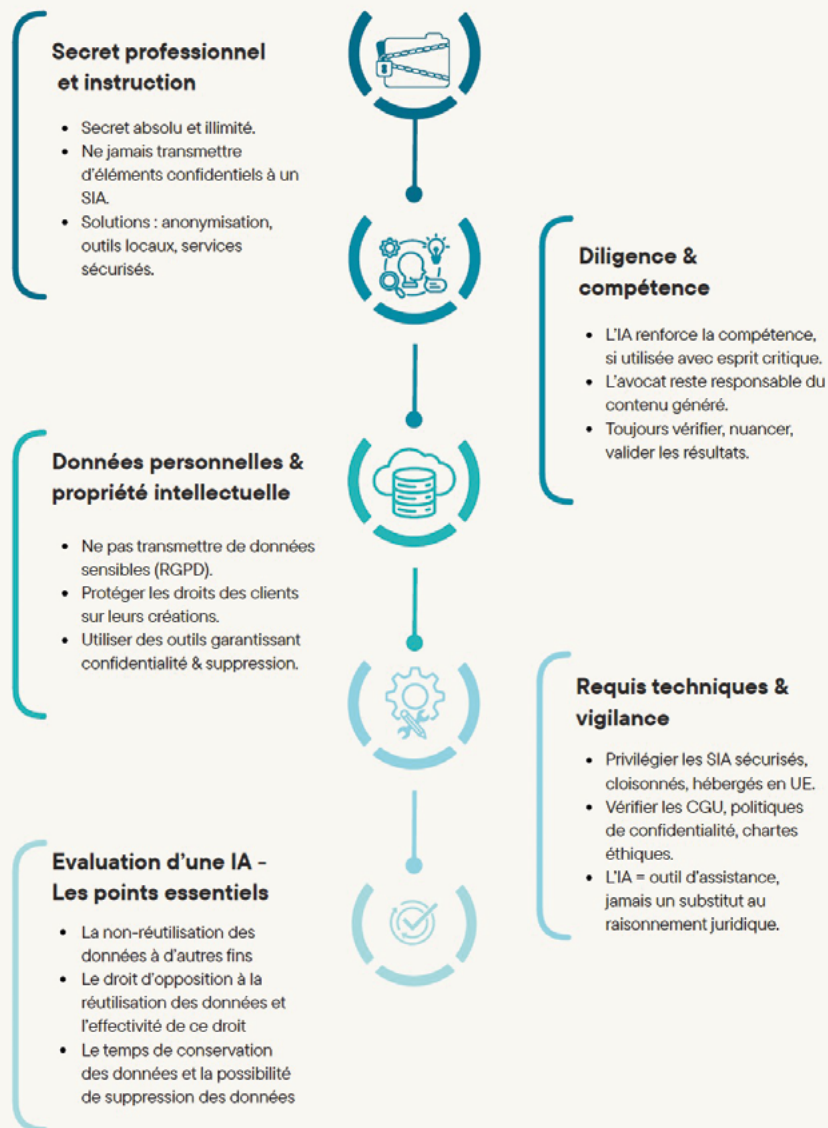 Secret professionnel
et instruction
• Secret absolu et illimité.
• Ne jamais transmettre
d'éléments confidentiels à un
SIA.
• Solutions : anonymisation,
outils locaux, services
sécurisés.
Diligence &
compétence
• L'IA renforce la compétence,
si utilisée avec esprit critique.
• L'avocat reste responsable du
contenu généré.
• Toujours vérifier, nuancer,
valider les résultats.
Données personnelles &
propriété intellectuelle
• Ne pas transmettre de données
sensibles (RGPD).
• Protéger les droits des clients
sur leurs créations.
• Utiliser des outils garantissant
confidentialité & suppression.
Requis techniques &
vigilance
• Privilégier les SIA sécurisés,
cloisonnés, hébergés en UE.
• Vérifier les CGU, politiques
de confidentialité, chartes
éthiques.
• L'IA = outil d'assistance,
jamais un substitut au
raisonnement juridique.
Evaluation d'une IA -
Les points essentiels
• La non-réutilisation des
données à d'autres fins
• Le droit d'opposition à la
réutilisation des données et
l'effectivité de ce droit
• Le temps de conservation
des données et la possibilité
de suppression des données